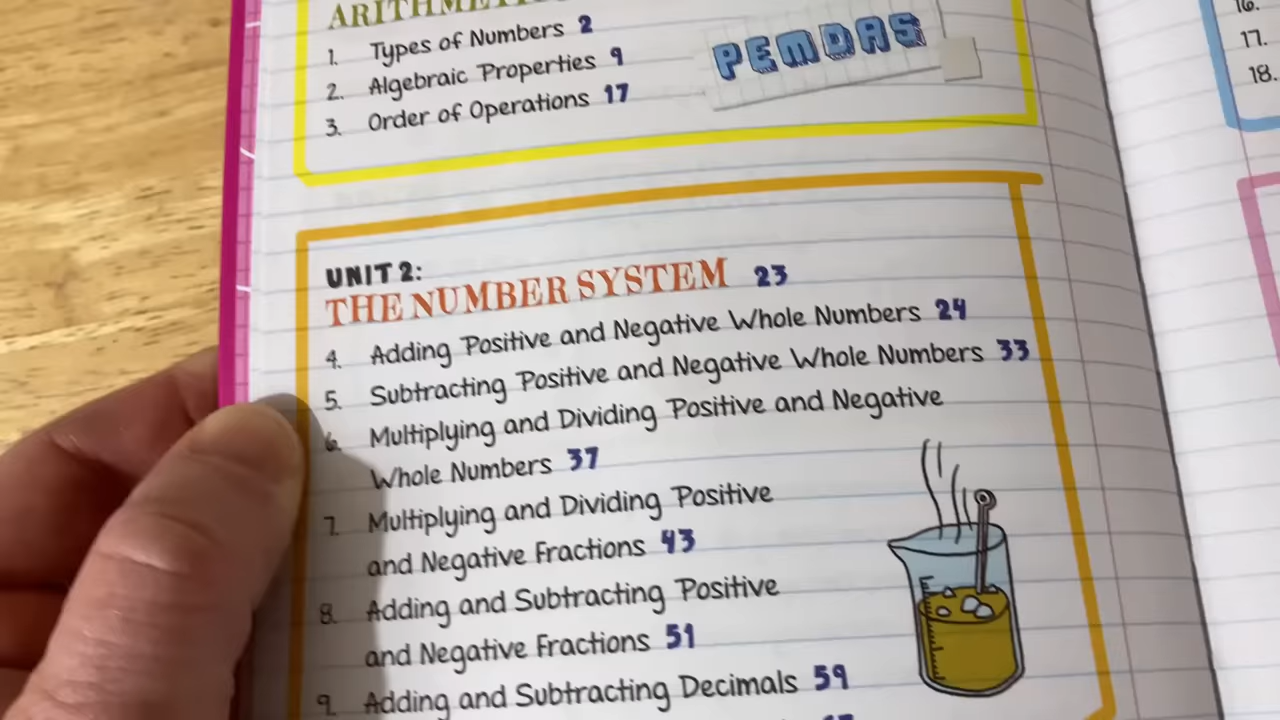 1. Types of Numbers 2
2. Algebraic Properties 9
3. Order of Operations 17
PEMDAS
UNIT 2:
THE NUMBER SYSTEM 23
4. Adding Positive and Negative Whole Numbers 24
5. Subtracting Positive and Negative Whole Numbers 33
6. Multiplying and Dividing Positive and Negative
Whole Numbers 37
7. Multiplying and Dividing Positive
and Negative Fractions 43
8. Adding and Subtracting Positive
and Negative Fractions 51
9. Adding and Subtracting Decimals 59
16.
17.
18.